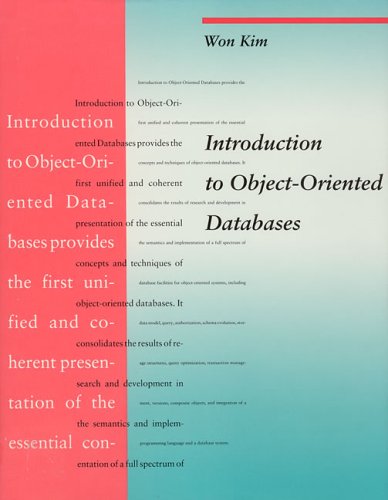 Won Kim
Introduction
to Object-Oriented
Databases
Introduction
to Object-Ori-
ented Data-
bases provides
the first uni-
fied and co-
herent presen-
tation of the
essential con-
Introduction to Object-Ori-
ented Databases provides the
first unified and coherent
presentation of the essential
concepts and techniques of
object-oriented databases. It
consolidates the results of re-
search and development in
the semantics and implem-
entation of a full spectrum of
Introduction to Object-Oriented Databases provides the
first unified and coherent presentation of the essential
concepts and techniques of object-oriented databases. It
consolidates the results of research and development in
the semantics and implementation of a full spectrum of
database facilities for object-oriented systems, including
data model, query, authorization, schema evolution, stor-
age structures, query optimization, transaction manage-
ment, versions, composite objects, and integration of a
programming language and a database system.